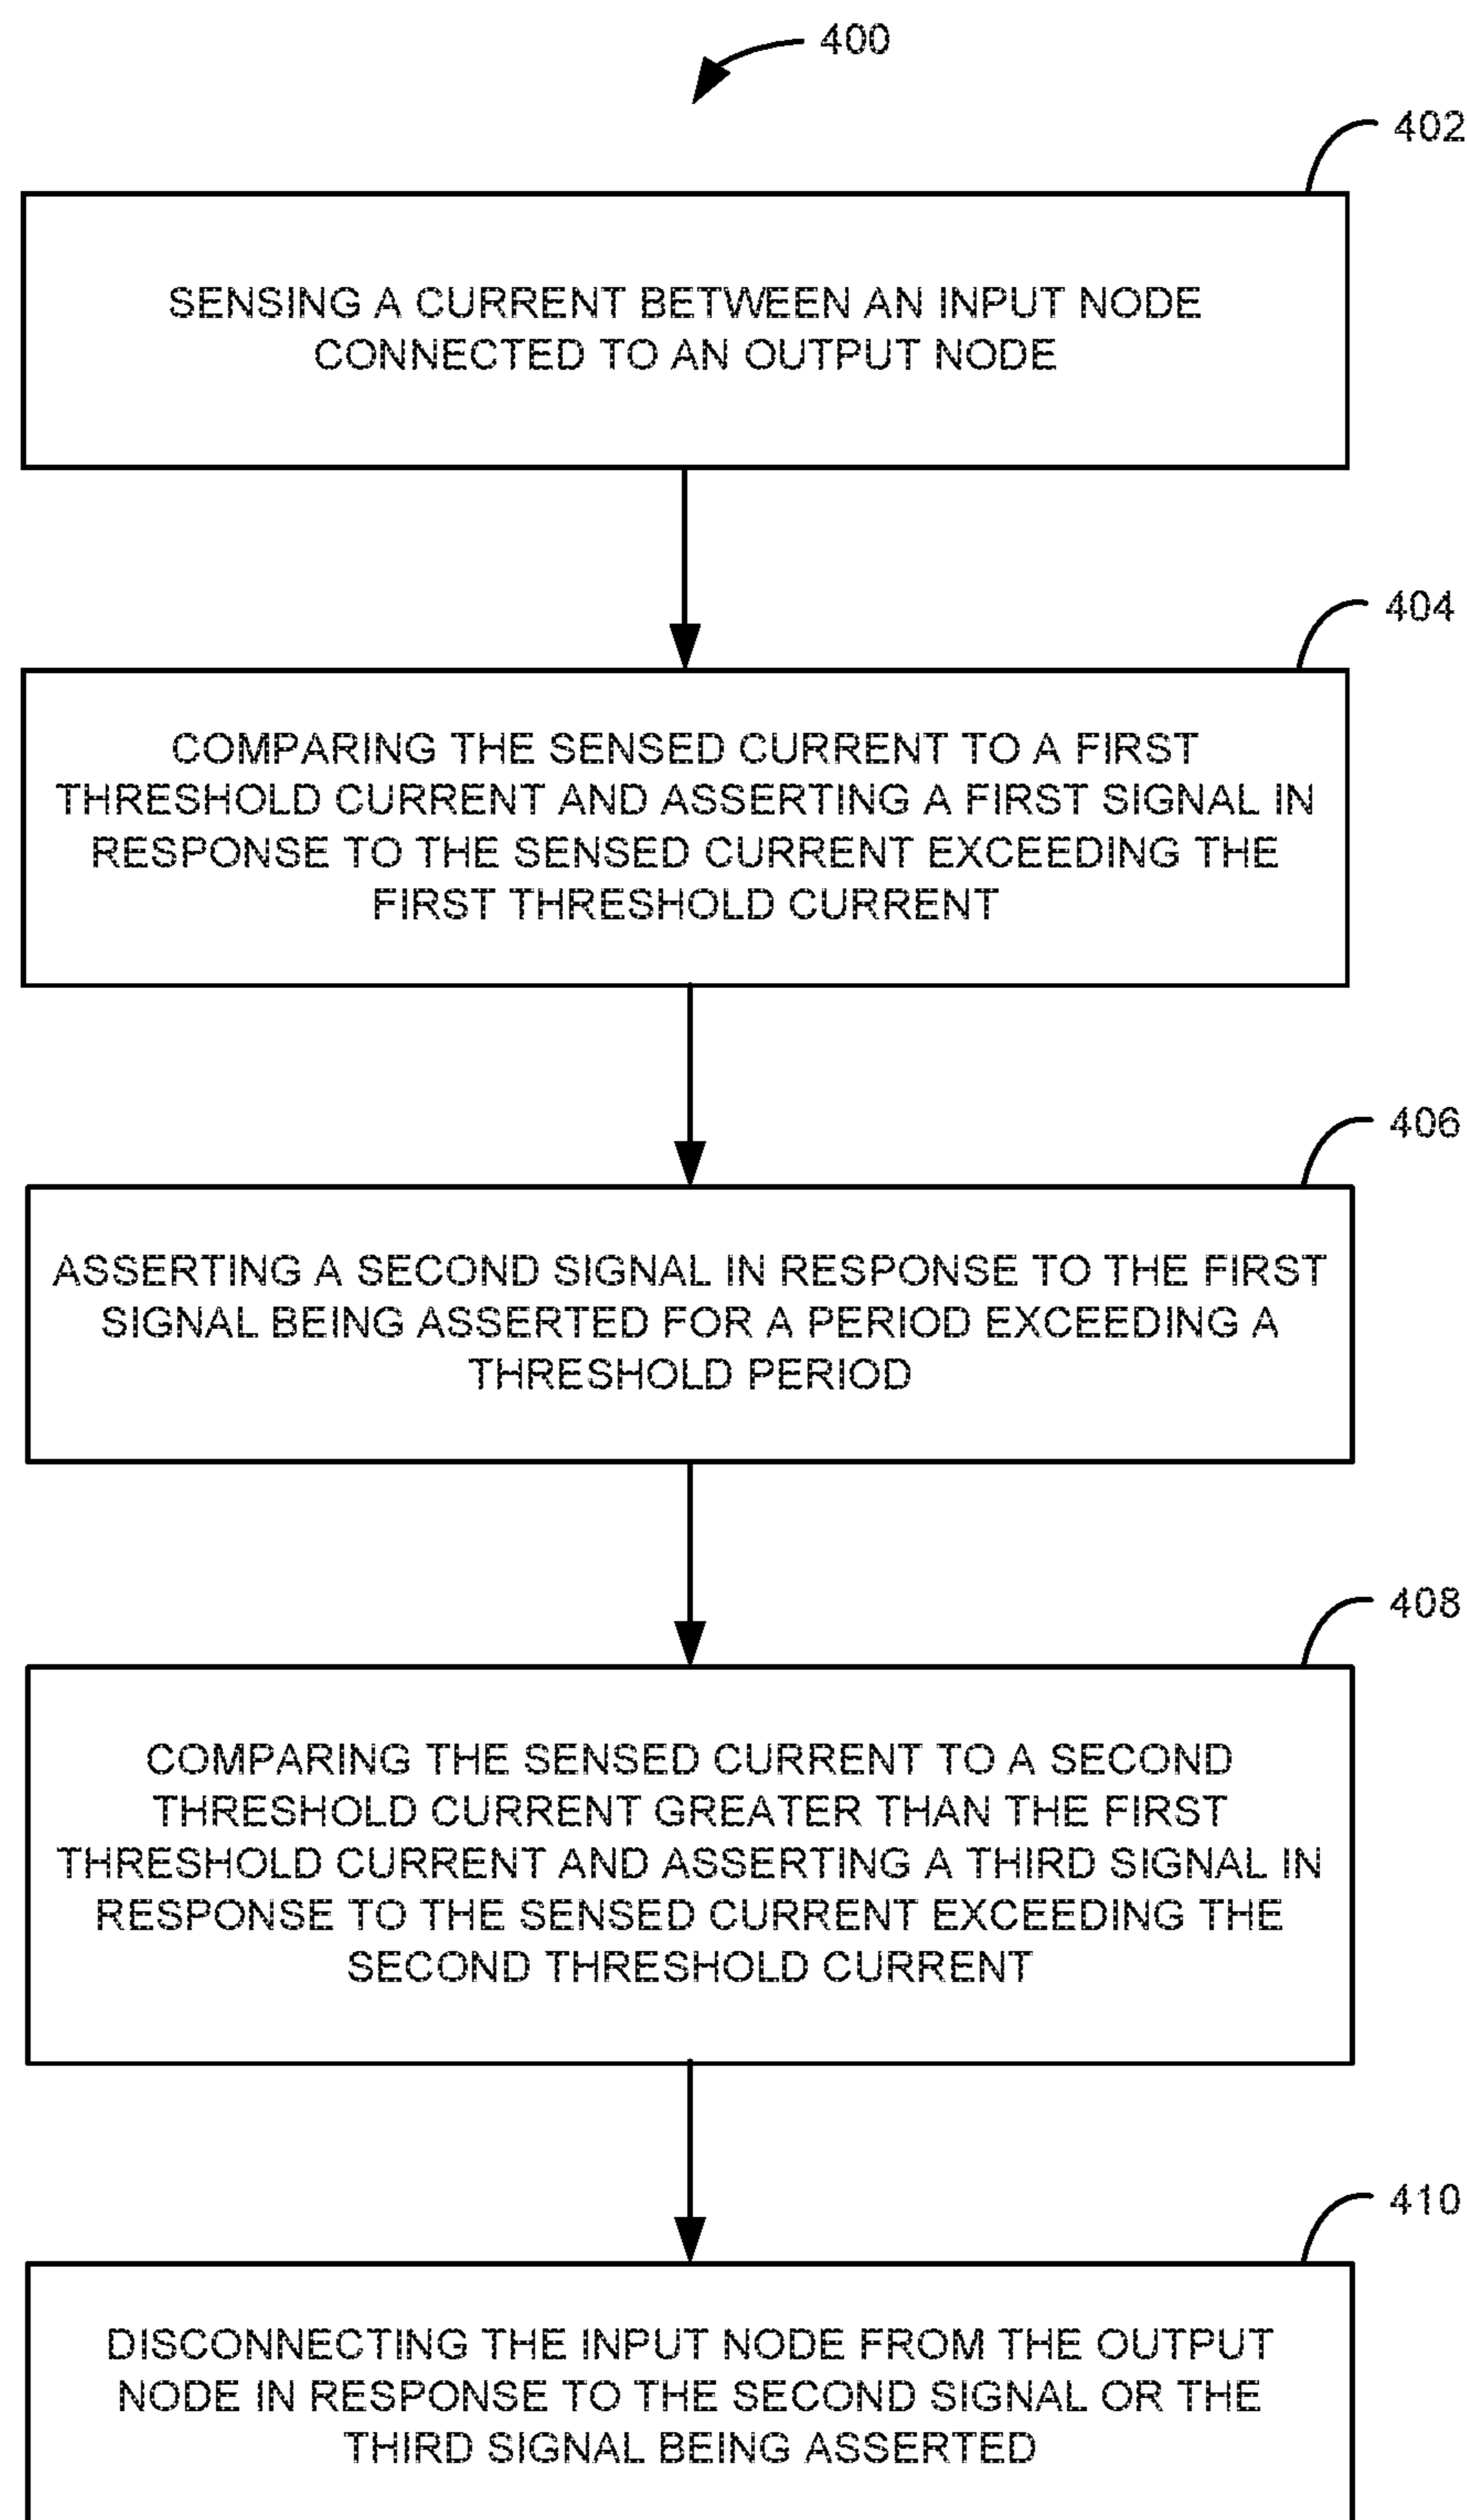 400
402
SENSING A CURRENT BETWEEN AN INPUT NODE
CONNECTED TO AN OUTPUT NODE
404
COMPARING THE SENSED CURRENT TO A FIRST
THRESHOLD CURRENT AND ASSERTING A FIRST SIGNAL IN
RESPONSE TO THE SENSED CURRENT EXCEEDING THE
FIRST THRESHOLD CURRENT
406
ASSERTING A SECOND SIGNAL IN RESPONSE TO THE FIRST
SIGNAL BEING ASSERTED FOR A PERIOD EXCEEDING A
THRESHOLD PERIOD
408
COMPARING THE SENSED CURRENT TO A SECOND
THRESHOLD CURRENT GREATER THAN THE FIRST
THRESHOLD CURRENT AND ASSERTING A THIRD SIGNAL IN
RESPONSE TO THE SENSED CURRENT EXCEEDING THE
SECOND THRESHOLD CURRENT
410
DISCONNECTING THE INPUT NODE FROM THE OUTPUT
NODE IN RESPONSE TO THE SECOND SIGNAL OR THE
THIRD SIGNAL BEING ASSERTED